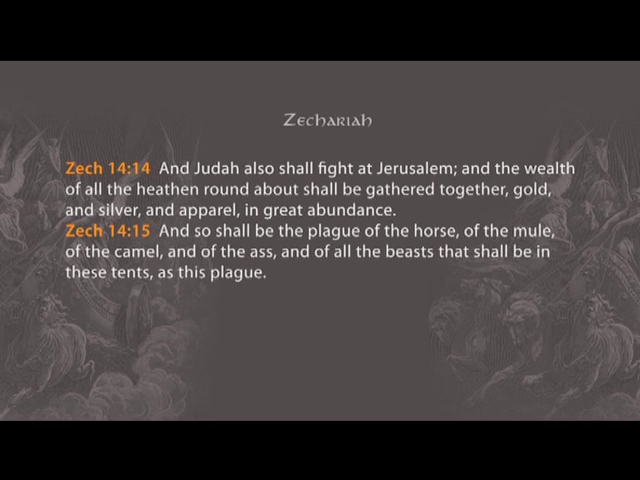 Zechariah
Zech 14:14 And Judah also shall fight at Jerusalem; and the wealth
of all the heathen round about shall be gathered together, gold,
and silver, and apparel, in great abundance.
Zech 14:15 And so shall be the plague of the horse, of the mule,
of the camel, and of the ass, and of all the beasts that shall be in
these tents, as this plague.